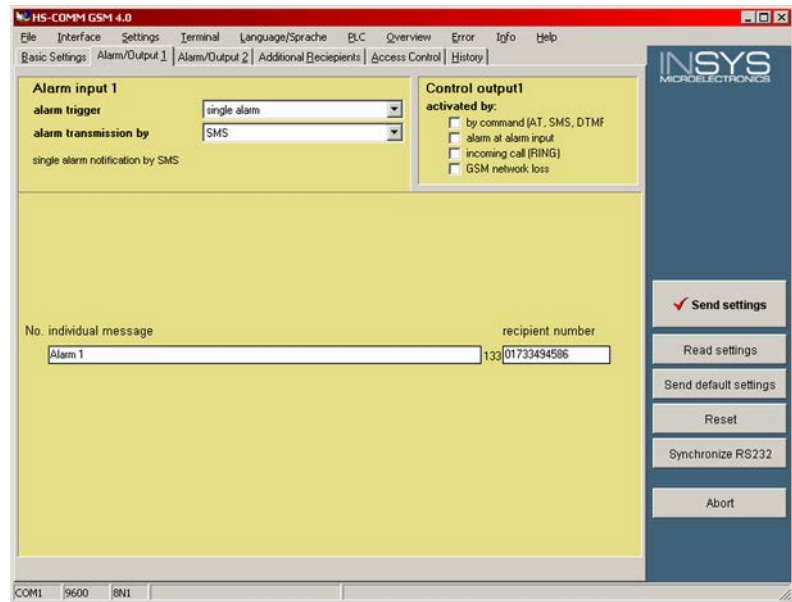 HS-COMM GSM 4.0
File Interface Settings Terminal Language/Sprache PLC Overview Error Info Help
Basic Settings Alarm/Output 1 Alarm/Output 2 Additional Reciepients Access Control History
INSYS
MICROELECTRONICS
Alarm input 1
alarm trigger single alarm
alarm transmission by SMS
single alarm notification by SMS
Control output1
activated by:
by command (AT, SMS, DTMF
alarm at alarm input
incoming call (RING)
GSM network loss
No. individual message recipient number
Alarm 1 133 01733494586
Send settings
Read settings
Send default settings
Reset
Synchronize RS232
Abort
COM1 9600 8N1